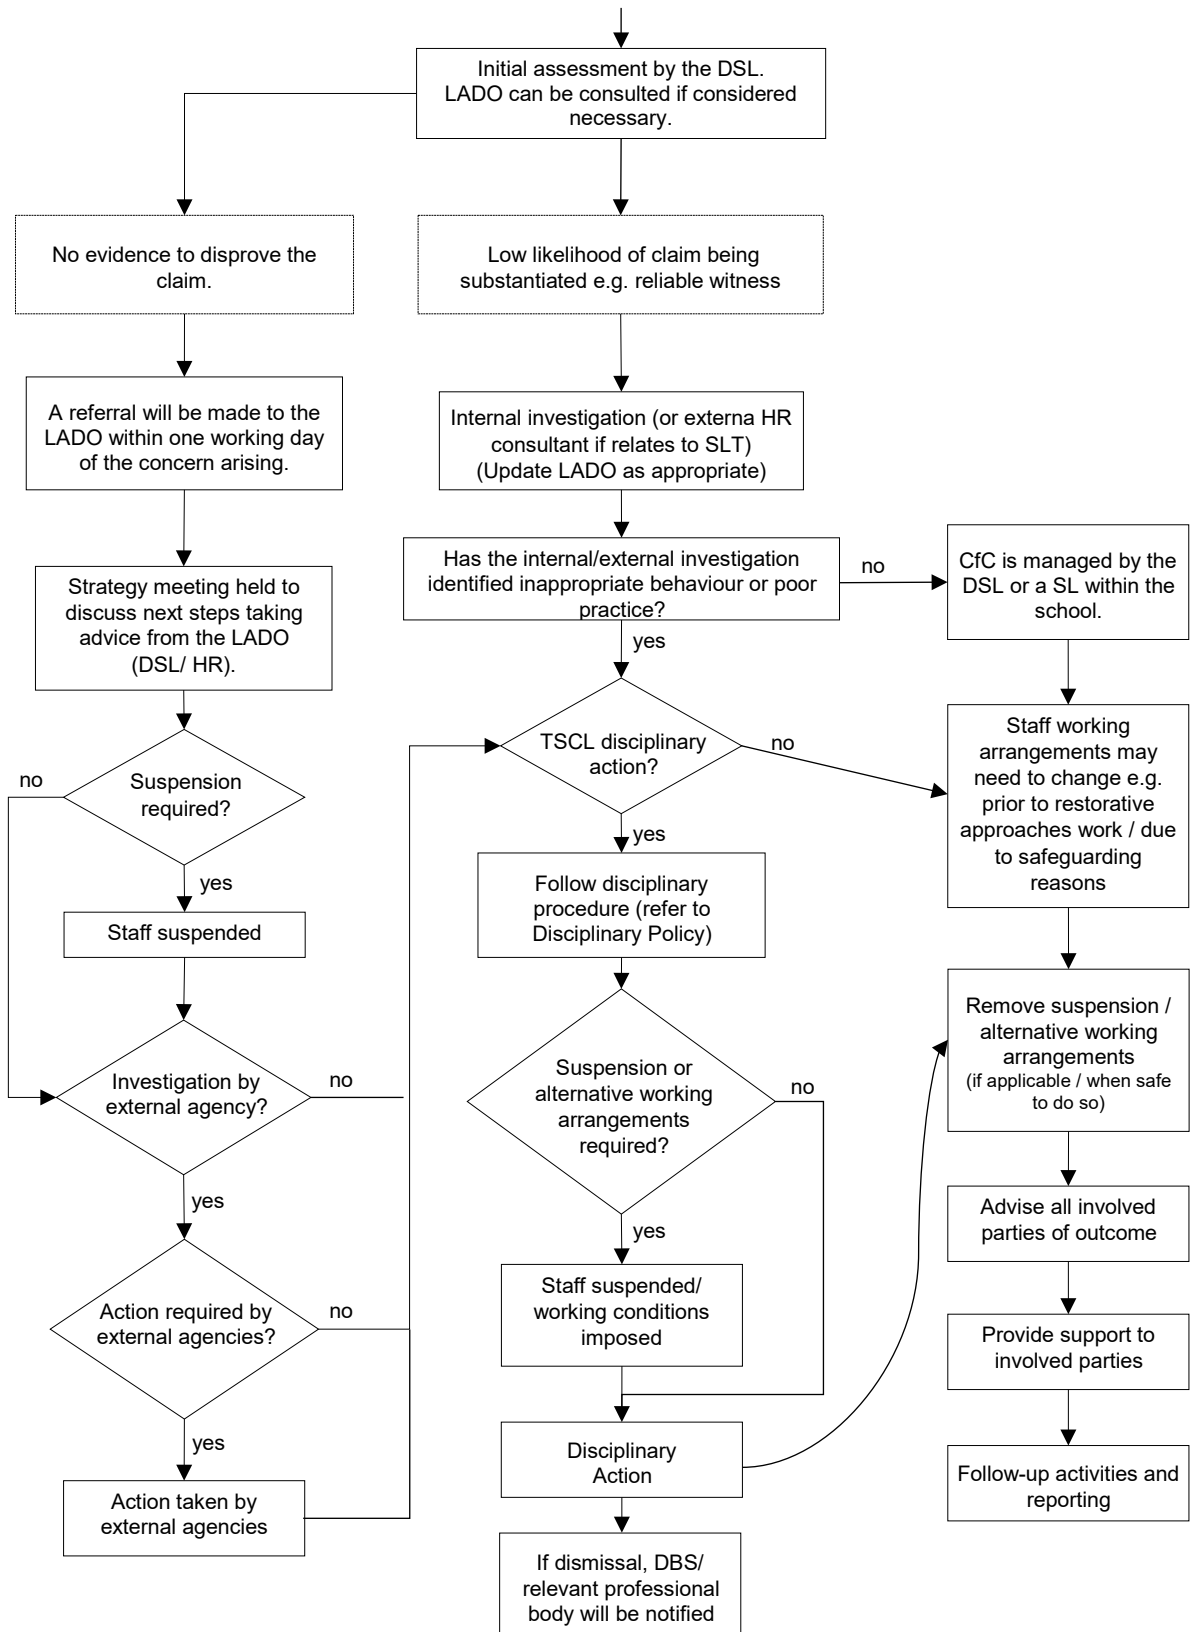 Initial assessment by the DSL.
LADO can be consulted if considered
necessary.
No evidence to disprove the
claim.
Low likelihood of claim being
substantiated e.g. reliable witness
A referral will be made to the
LADO within one working day
of the concern arising.
Internal investigation (or externa HR
consultant if relates to SLT)
(Update LADO as appropriate)
Strategy meeting held to
discuss next steps taking
advice from the LADO
(DSL/ HR).
Has the internal/external investigation
identified inappropriate behaviour or poor
practice?
no
yes
CfC is managed by the
DSL or a SL within the
school.
Suspension
required?
no
yes
TSCL disciplinary
action?
no
yes
Staff working
arrangements may
need to change e.g.
prior to restorative
approaches work / due
to safeguarding
reasons
Staff suspended
Follow disciplinary
procedure (refer to
Disciplinary Policy)
Investigation by
external agency?
no
yes
Suspension or
alternative working
arrangements
required?
no
yes
Remove suspension /
alternative working
arrangements
(if applicable / when safe
to do so)
Advise all involved
parties of outcome
Action required by
external agencies?
no
yes
Staff suspended/
working conditions
imposed
Provide support to
involved parties
Action taken by
external agencies
Disciplinary
Action
Follow-up activities and
reporting
If dismissal, DBS/
relevant professional
body will be notified